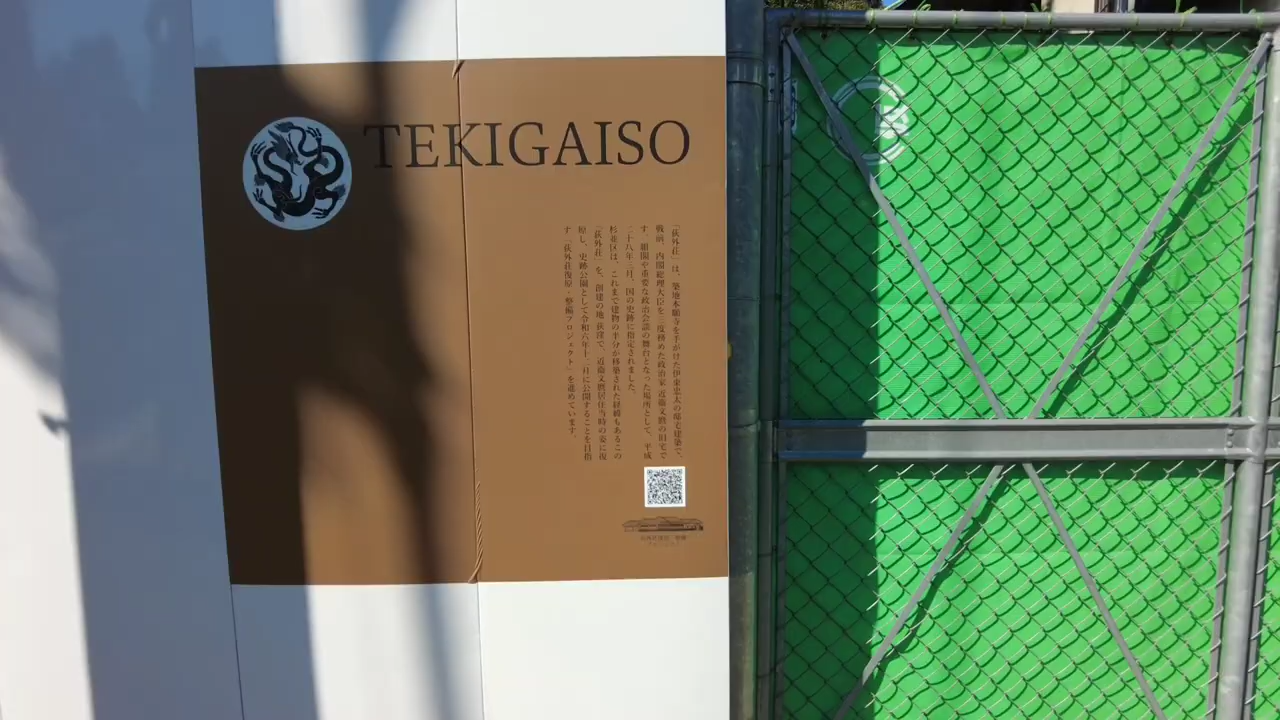 TEKIGAISO
「荻外荘」は、築地本願寺を手がけた伊東忠太の邸宅建築で、
戦前、内閣総理大臣を三度務めた政治家 近衞文麿の旧宅で
す。組閣や重要な政治会談の舞台となった場所として、平成
二十八年三月、国の史跡に指定されました。
杉並区は、これまで建物の半分が移築された経緯もあるこの
「荻外荘」を、創建の地 荻窪で、近衞文麿居住当時の姿に復
原し、史跡公園として令和六年十二月に公開することを目指
す「荻外荘復原・整備プロジェクト」を進めています。